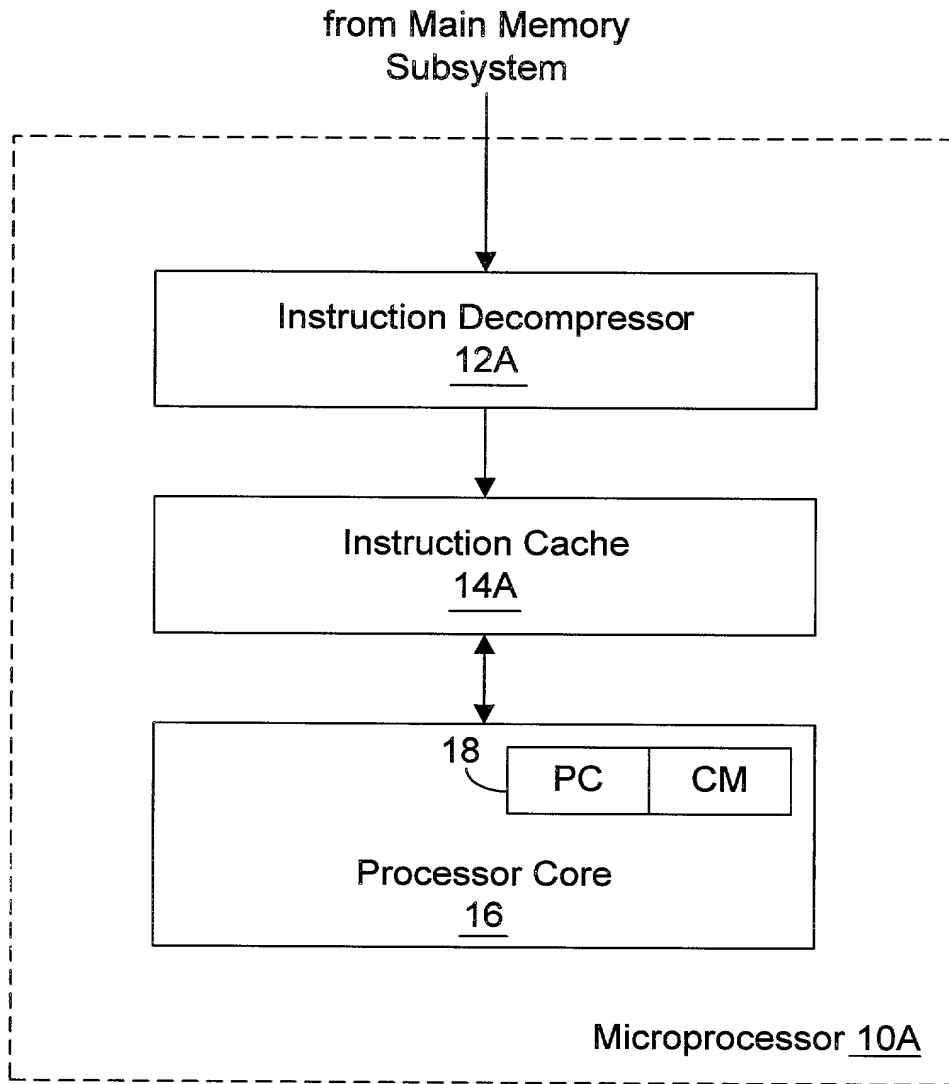 from Main Memory
Subsystem
Instruction Decompressor
12A
Instruction Cache
14A
18
PC CM
Processor Core
16
Microprocessor 10A